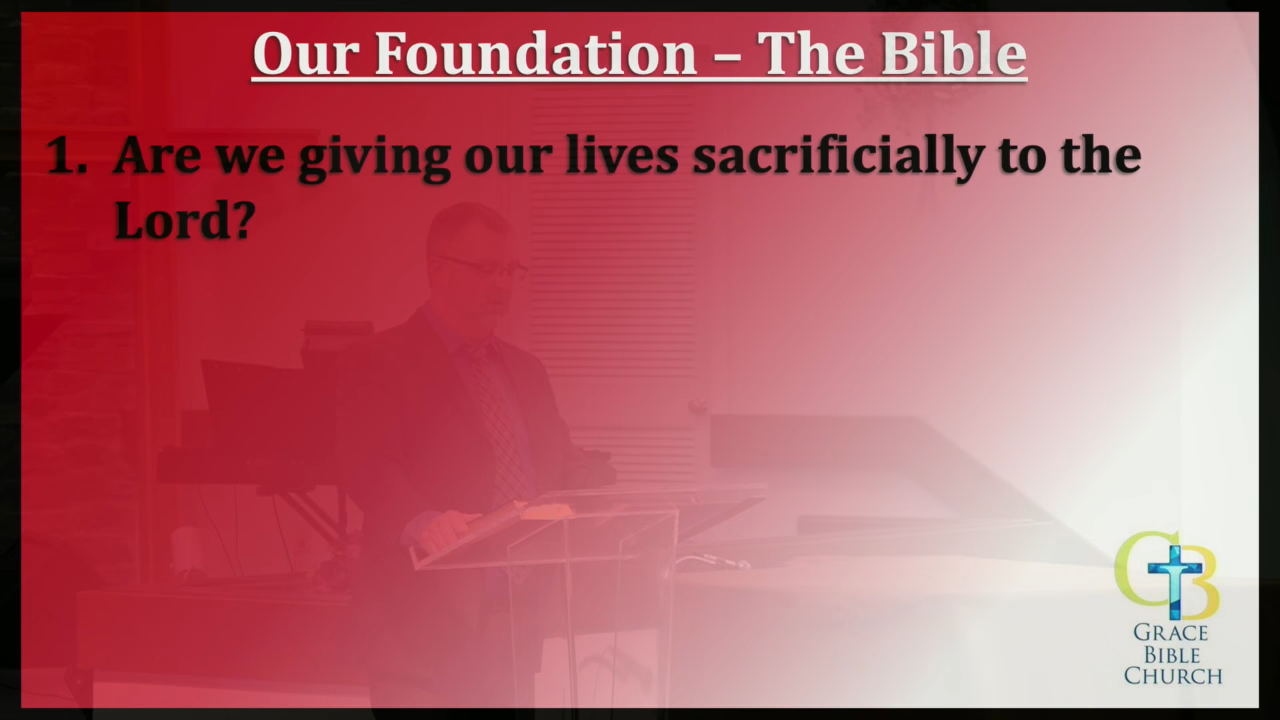 Our Foundation – The Bible
1. Are we giving our lives sacrificially to the
Lord?
GRACE
BIBLE
CHURCH